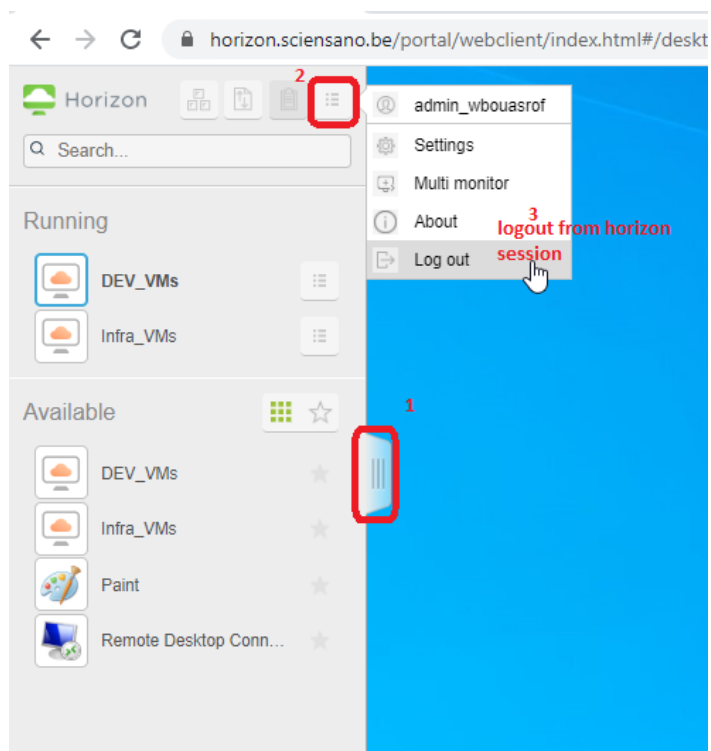 horizon.sciensano.be/portal/webclient/index.html#/deskt
2
Horizon
admin_wbouasrof
Search...
Settings
Multi monitor
Running
About
3
logout from horizon
session
Log out
DEV_VMs
Infra_VMs
Available
1
DEV_VMs
Infra_VMs
Paint
Remote Desktop Conn...